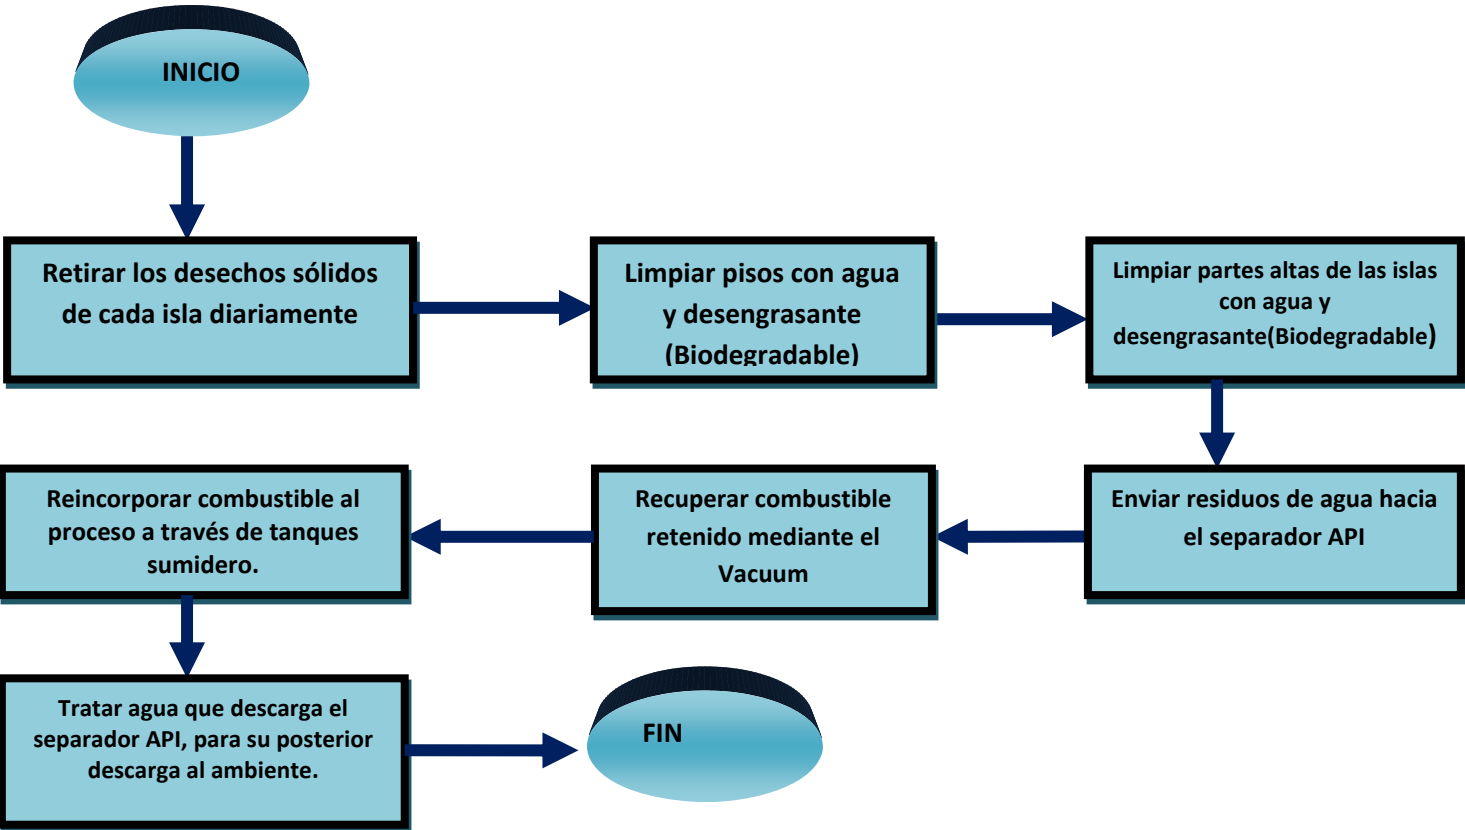 INICIO
Retirar los desechos sólidos
de cada isla diariamente
Limpiar pisos con agua
y desengrasante
(Biodegradable)
Limpiar partes altas de las islas
con agua y
desengrasante(Biodegradable)
Enviar residuos de agua hacia
el separador API
Recuperar combustible
retenido mediante el
Vacuum
Reincorporar combustible al
proceso a través de tanques
sumidero.
Tratar agua que descarga el
separador API, para su posterior
descarga al ambiente.
FIN